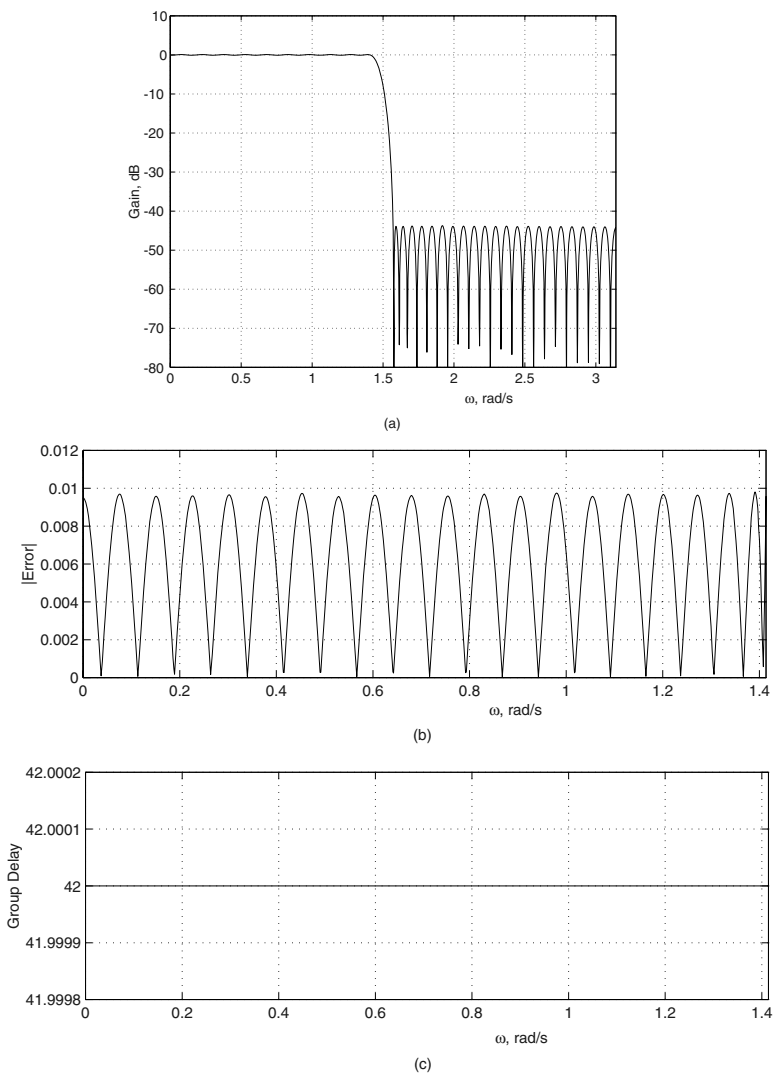 10
0
-10
-20
-30
-40
-50
-60
-70
-80
Gain, dB
0 0.5 1 1.5 2 2.5 3
ω, rad/s
(a)
0.012
0.01
0.008
0.006
0.004
0.002
0
|Error|
0 0.2 0.4 0.6 0.8 1 1.2 1.4
ω, rad/s
(b)
42.0002
42.0001
42
41.9999
41.9998
Group Delay
0 0.2 0.4 0.6 0.8 1 1.2 1.4
ω, rad/s
(c)